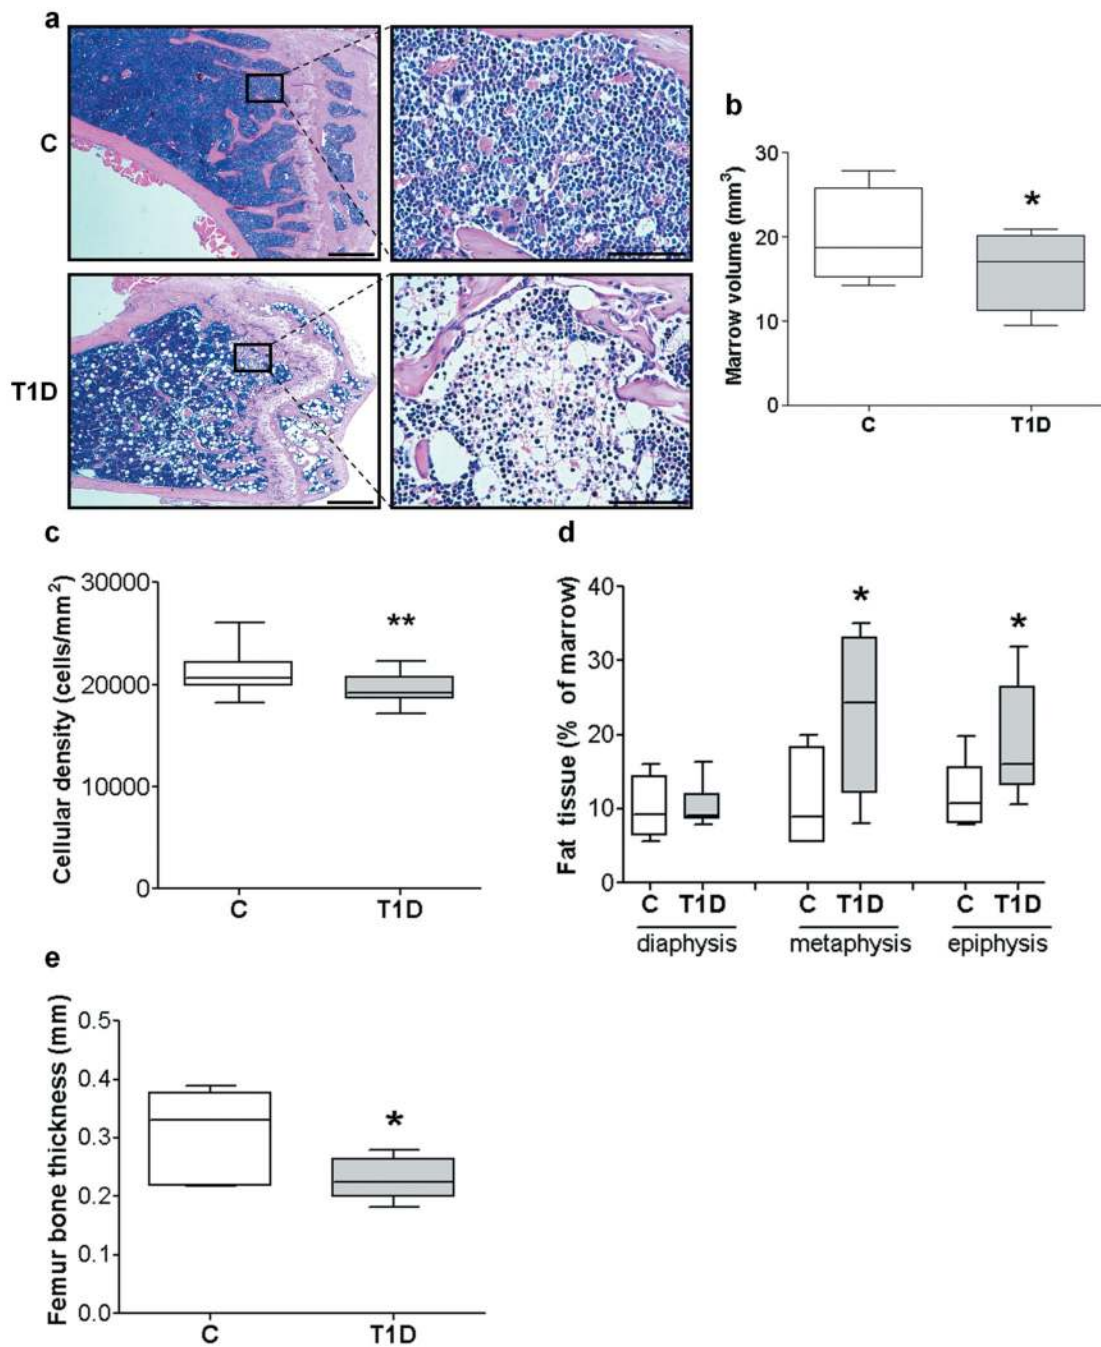 a
C
T1D
b
Marrow volume (mm³)
30
20
10
0
C T1D
*
c
Cellular density (cells/mm²)
30000
20000
10000
0
C T1D
**
d
Fat tissue (% of marrow)
40
30
20
10
0
* *
C T1D C T1D C T1D
diaphysis metaphysis epiphysis
e
Femur bone thickness (mm)
0.5
0.4
0.3
0.2
0.1
0.0
C T1D
*